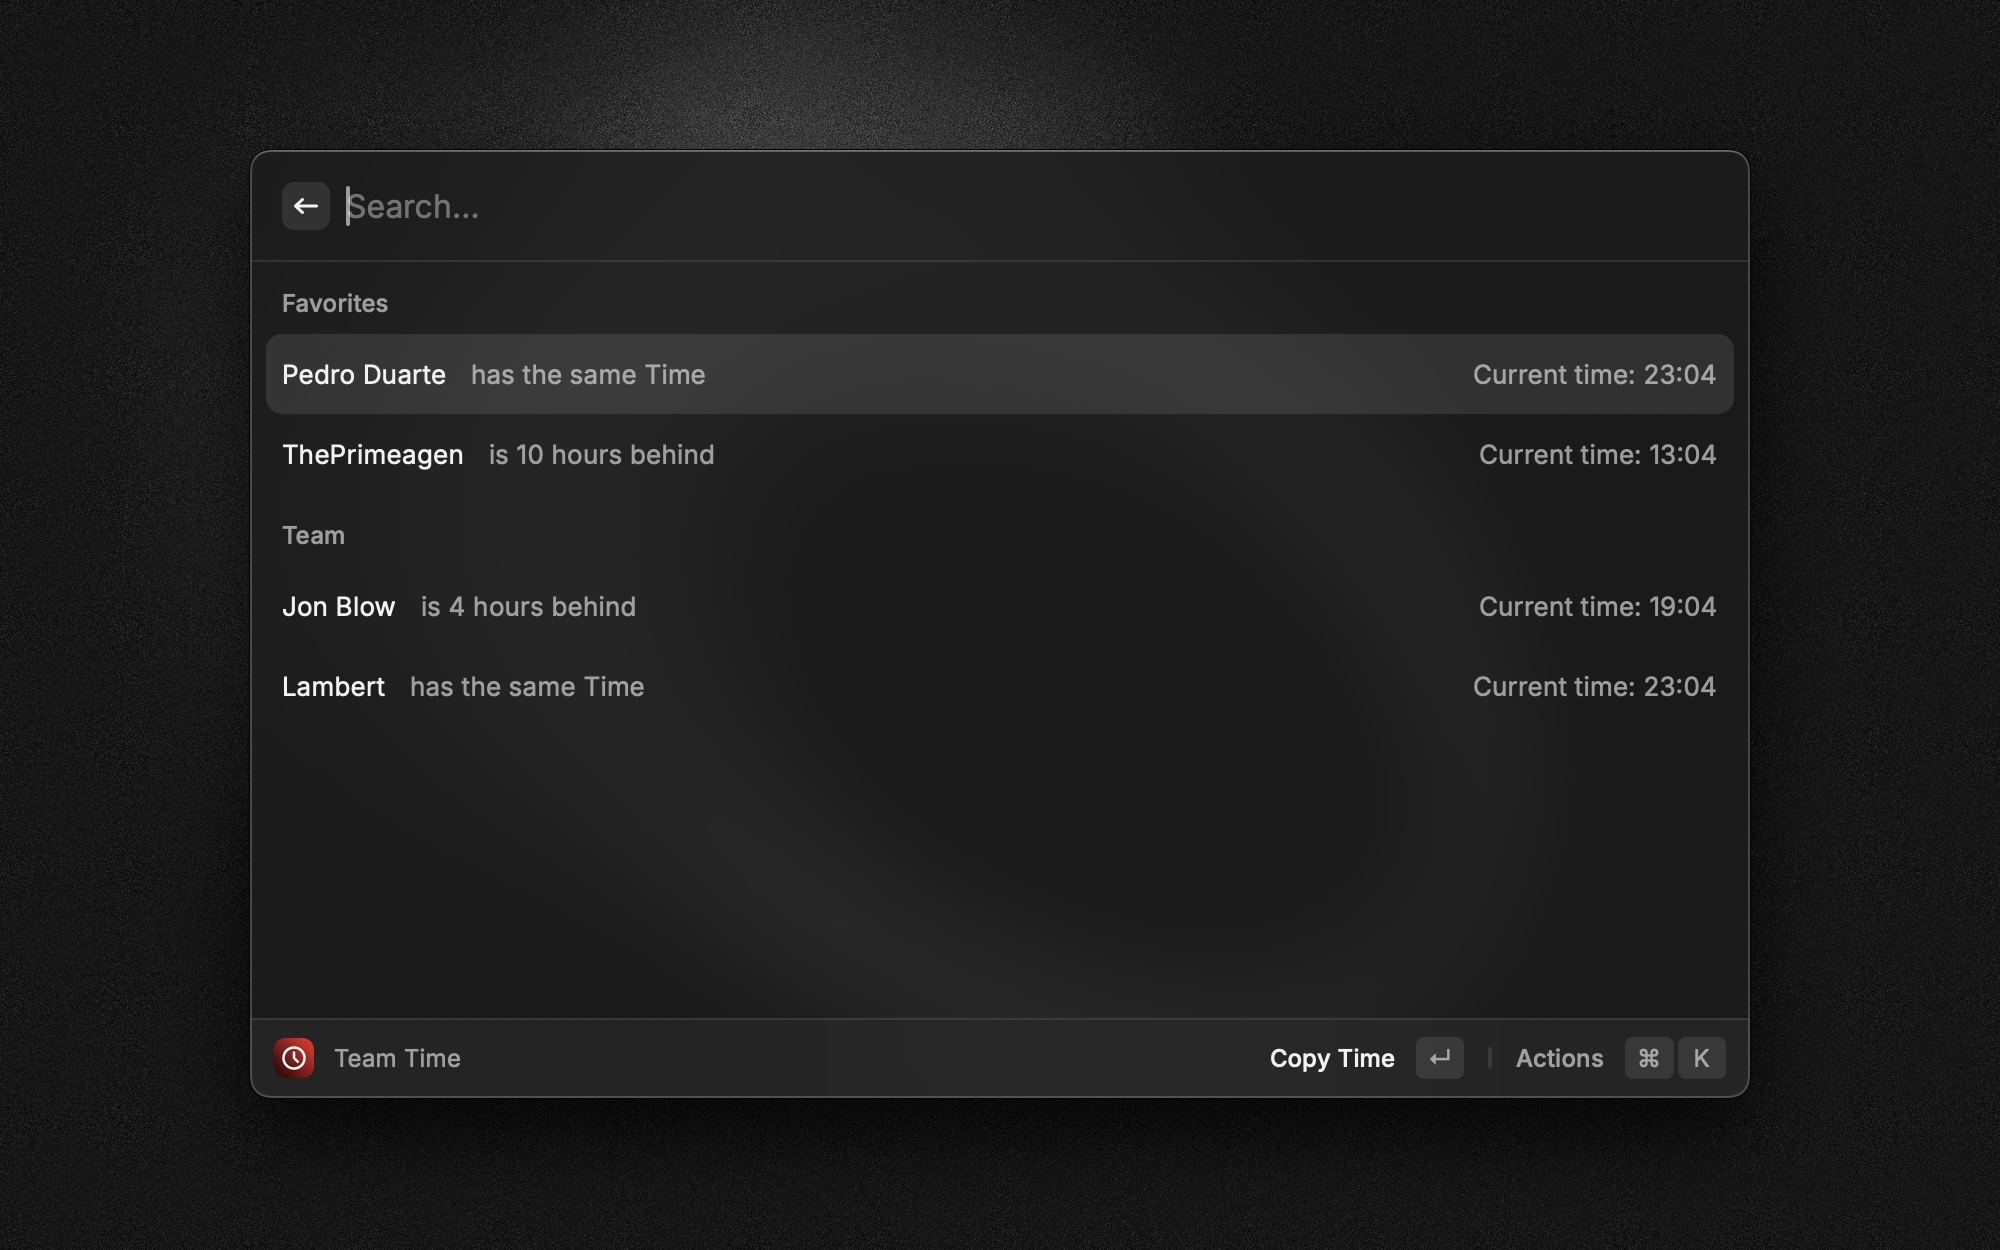 Search...
Favorites
Pedro Duarte has the same Time Current time: 23:04
ThePrimeagen is 10 hours behind Current time: 13:04
Team
Jon Blow is 4 hours behind Current time: 19:04
Lambert has the same Time Current time: 23:04
Team Time Copy Time ↵ Actions ⌘ K